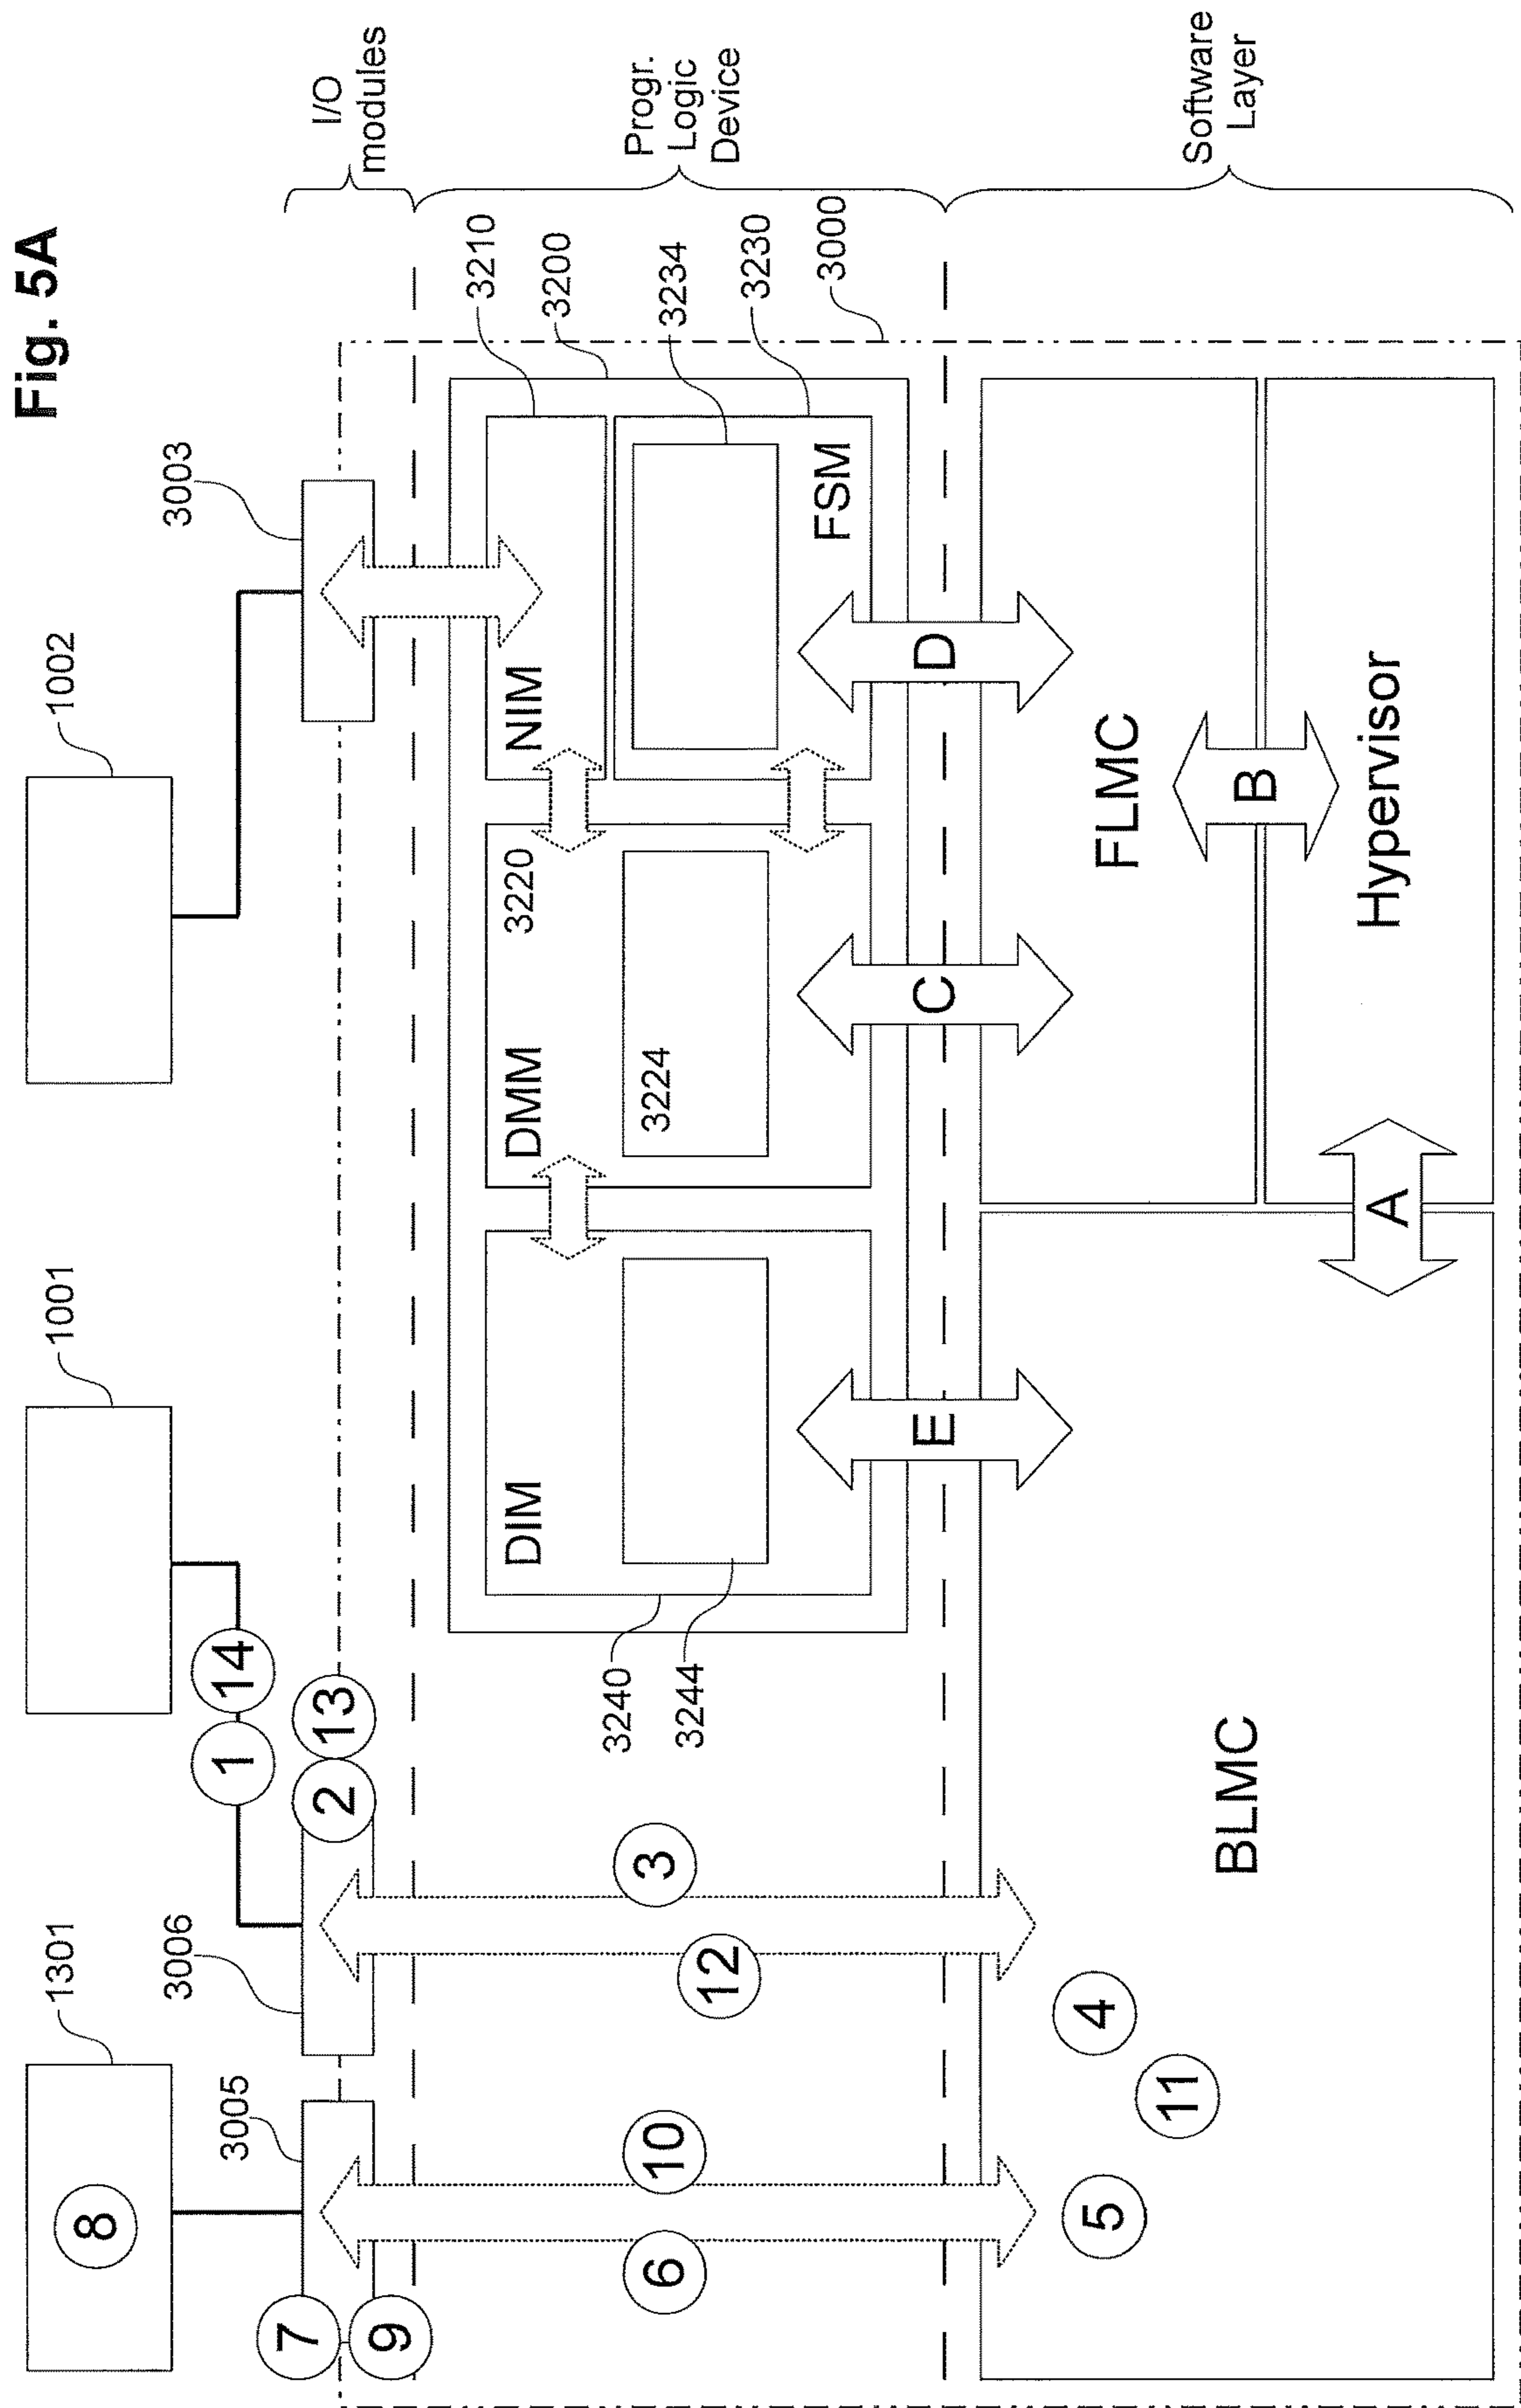 Fig. 5A
1301
1001
1002
8
1
14
3005
3006
3003
7
9
2
13
I/O
modules
3240
3244
DIM
DMM
3220
3224
NIM
FSM
3210
3200
3234
3230
3000
Progr.
Logic
Device
6
10
12
3
E
C
D
5
4
11
BLMC
FLMC
B
A
Hypervisor
Software
Layer